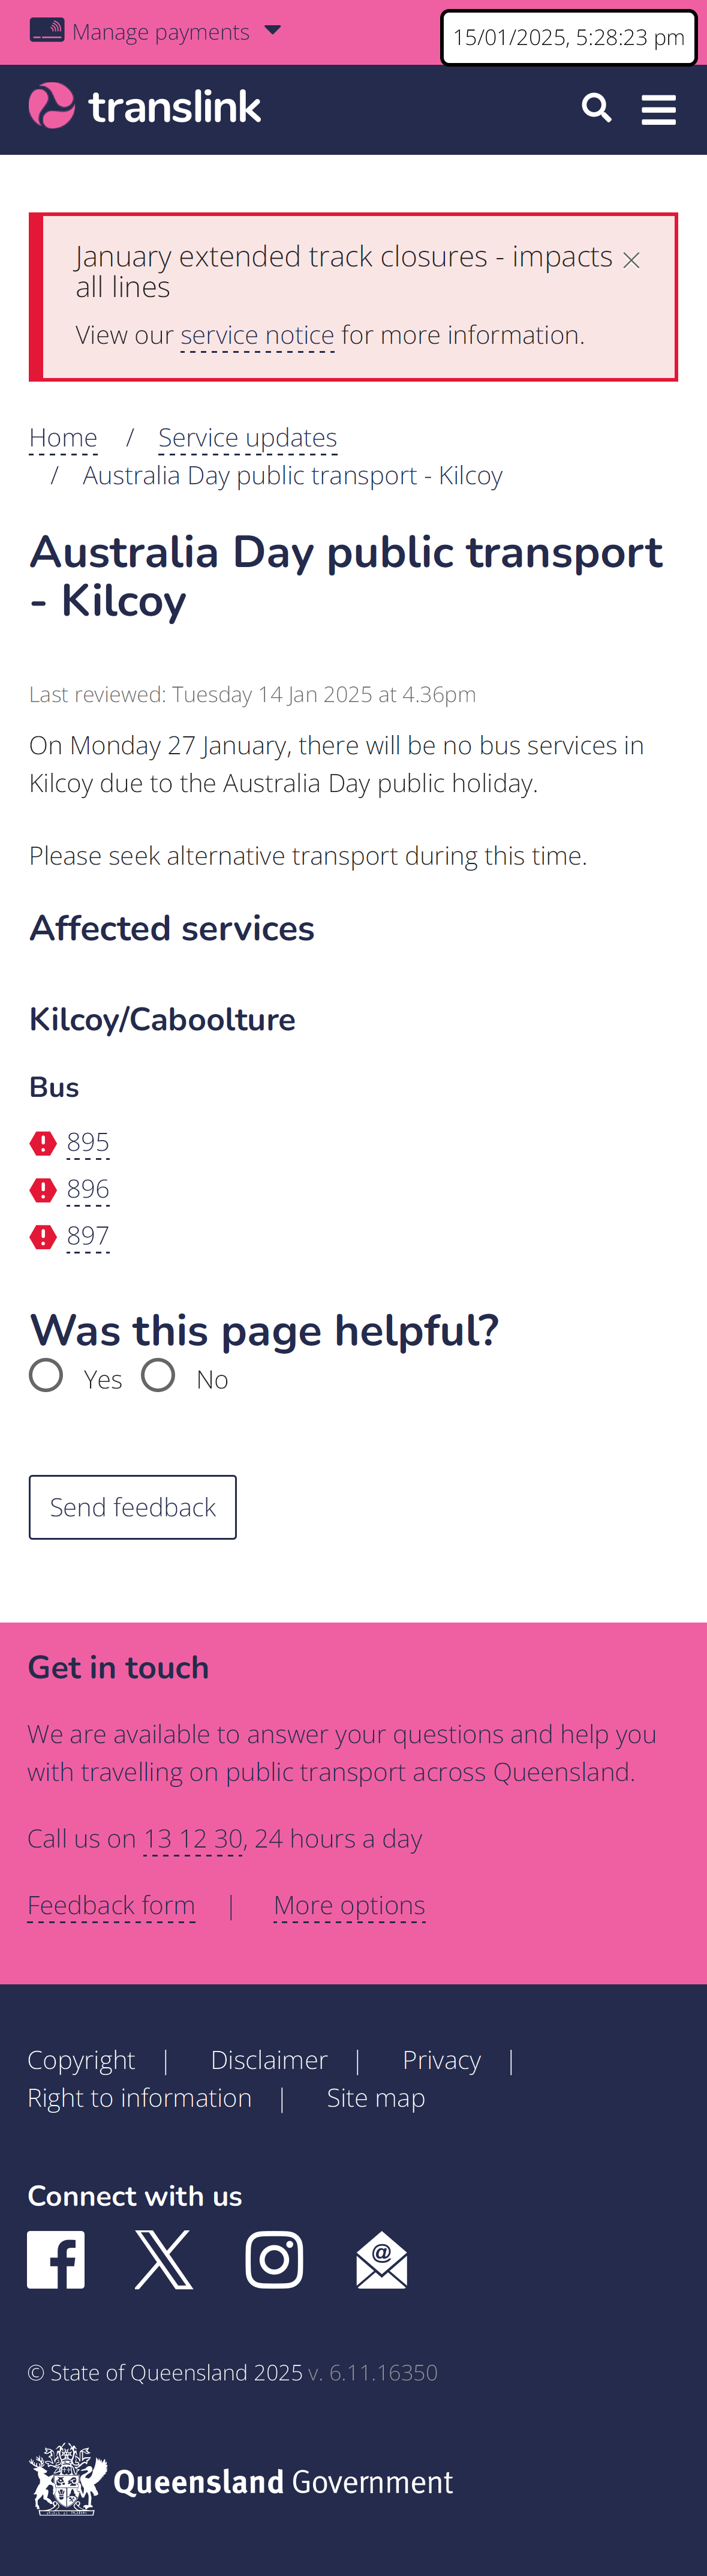 Manage payments
15/01/2025, 5:28:23 pm
translink
January extended track closures - impacts
all lines
View our service notice for more information.
Home / Service updates
/ Australia Day public transport - Kilcoy
Australia Day public transport
- Kilcoy
Last reviewed: Tuesday 14 Jan 2025 at 4.36pm
On Monday 27 January, there will be no bus services in
Kilcoy due to the Australia Day public holiday.
Please seek alternative transport during this time.
Affected services
Kilcoy/Caboolture
Bus
895
896
897
Was this page helpful?
Yes No
Send feedback
Get in touch
We are available to answer your questions and help you
with travelling on public transport across Queensland.
Call us on 13 12 30, 24 hours a day
Feedback form | More options
Copyright | Disclaimer | Privacy |
Right to information | Site map
Connect with us
© State of Queensland 2025 v. 6.11.16350
Queensland Government